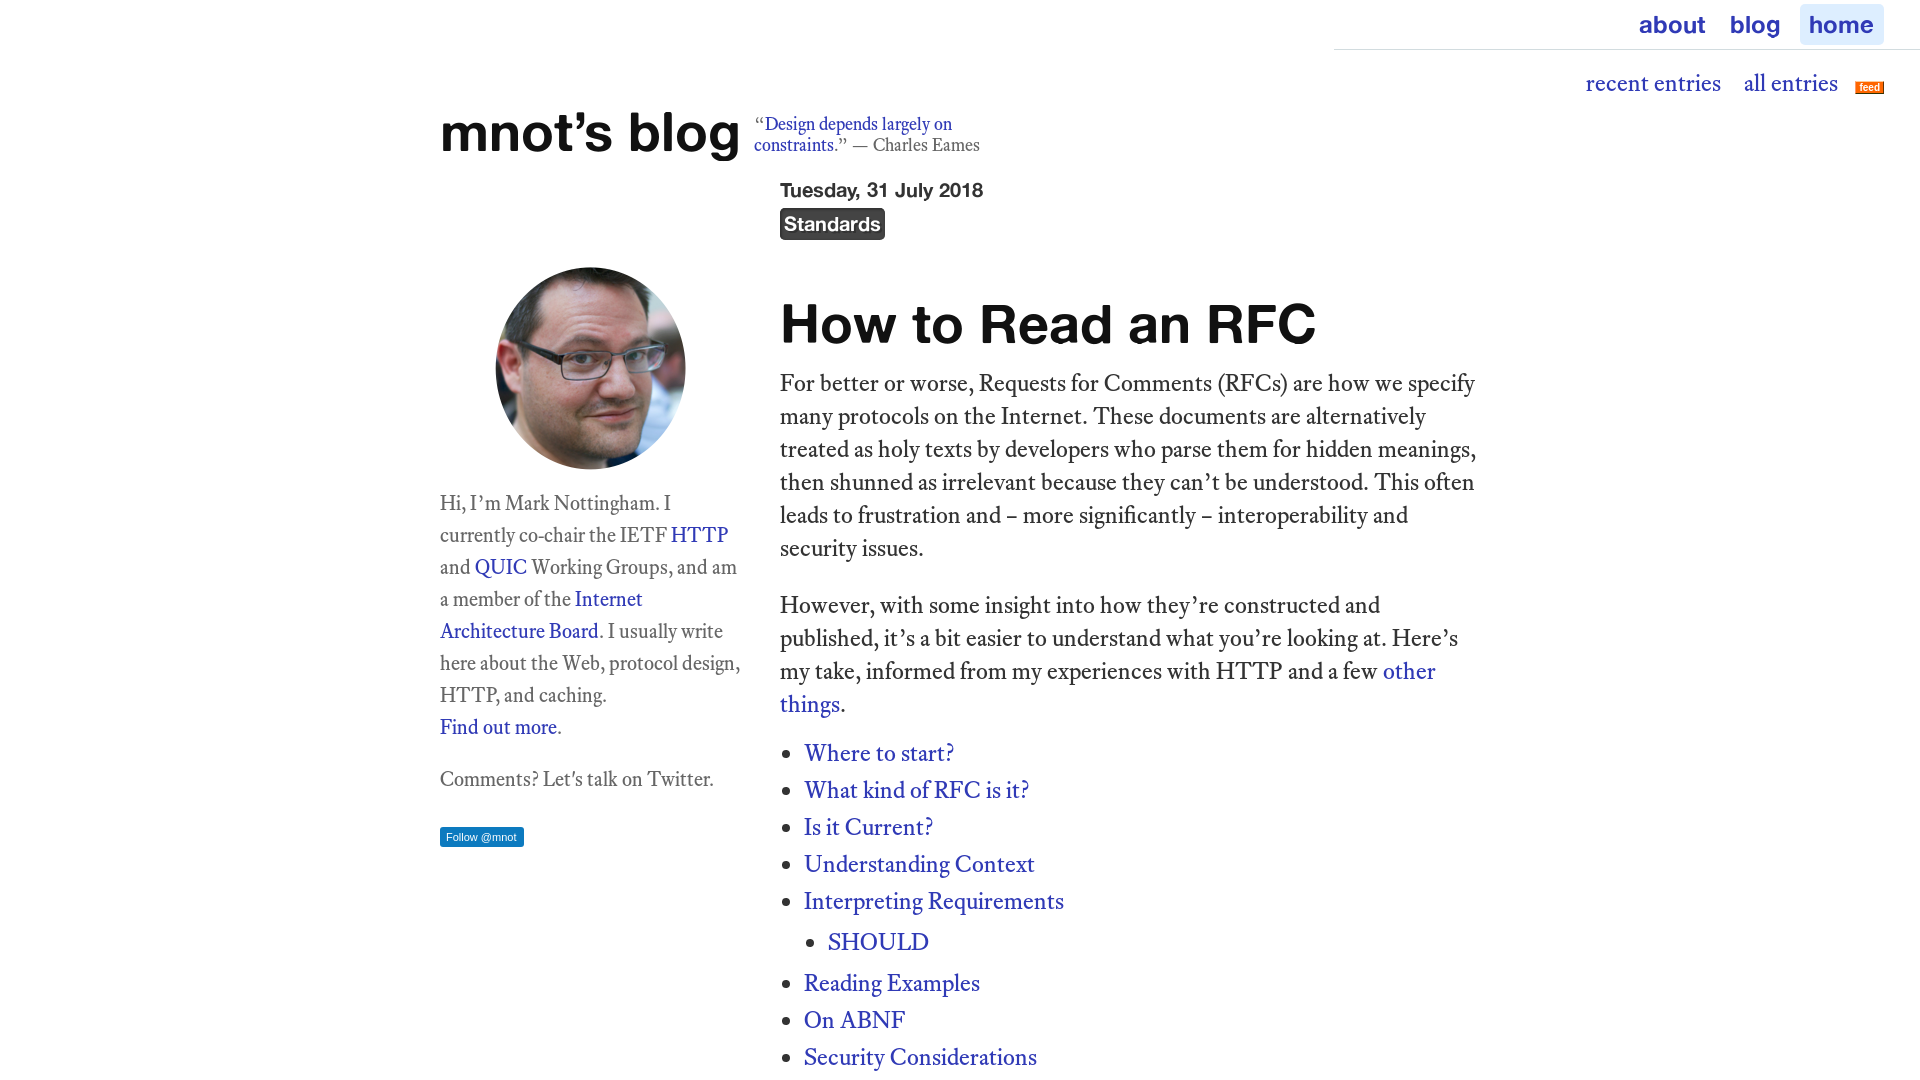 about blog home
recent entries all entries feed
mnot’s blog
“Design depends largely on
constraints.” — Charles Eames
Tuesday, 31 July 2018
Standards
How to Read an RFC
For better or worse, Requests for Comments (RFCs) are how we specify
many protocols on the Internet. These documents are alternatively
treated as holy texts by developers who parse them for hidden meanings,
then shunned as irrelevant because they can’t be understood. This often
leads to frustration and – more significantly – interoperability and
security issues.
However, with some insight into how they’re constructed and
published, it’s a bit easier to understand what you’re looking at. Here’s
my take, informed from my experiences with HTTP and a few other
things.
Where to start?
What kind of RFC is it?
Is it Current?
Understanding Context
Interpreting Requirements
SHOULD
Reading Examples
On ABNF
Security Considerations
Hi, I’m Mark Nottingham. I
currently co-chair the IETF HTTP
and QUIC Working Groups, and am
a member of the Internet
Architecture Board. I usually write
here about the Web, protocol design,
HTTP, and caching.
Find out more.
Comments? Let's talk on Twitter.
Follow @mnot